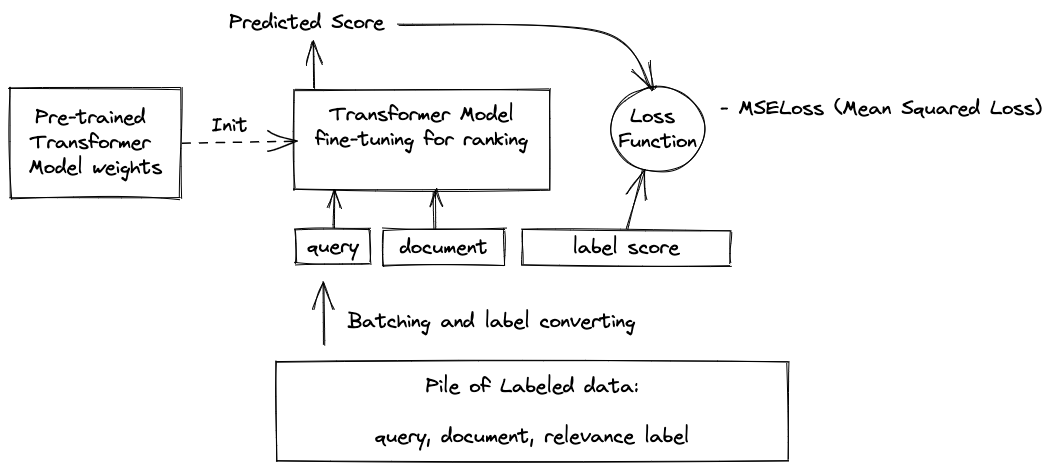 Predicted Score
Pre-trained
Transformer
Model weights
Init
Transformer Model
fine-tuning for ranking
Loss
Function
- MSELoss (Mean Squared Loss)
query
document
label score
Batching and label converting
Pile of Labeled data:
query, document, relevance label